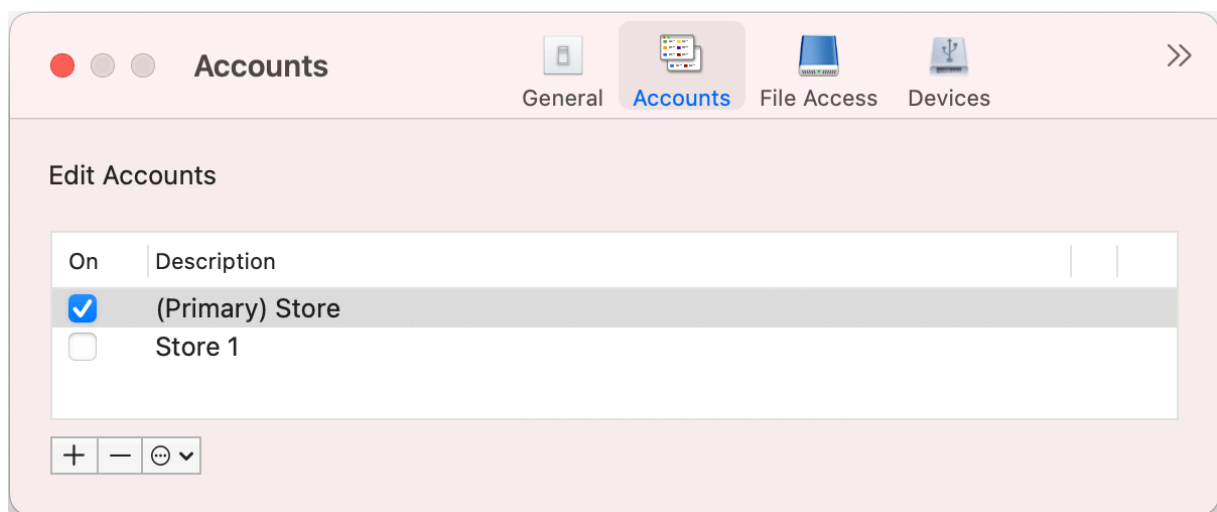 Accounts
General
Accounts
File Access
Devices
Edit Accounts
On Description
(Primary) Store
Store 1